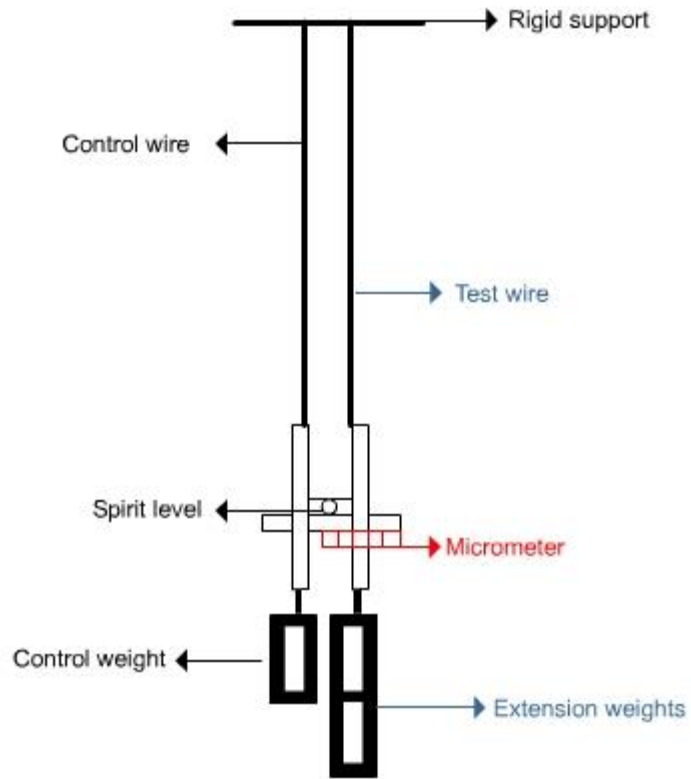 Rigid support
Control wire
Test wire
Spirit level
Micrometer
Control weight
Extension weights